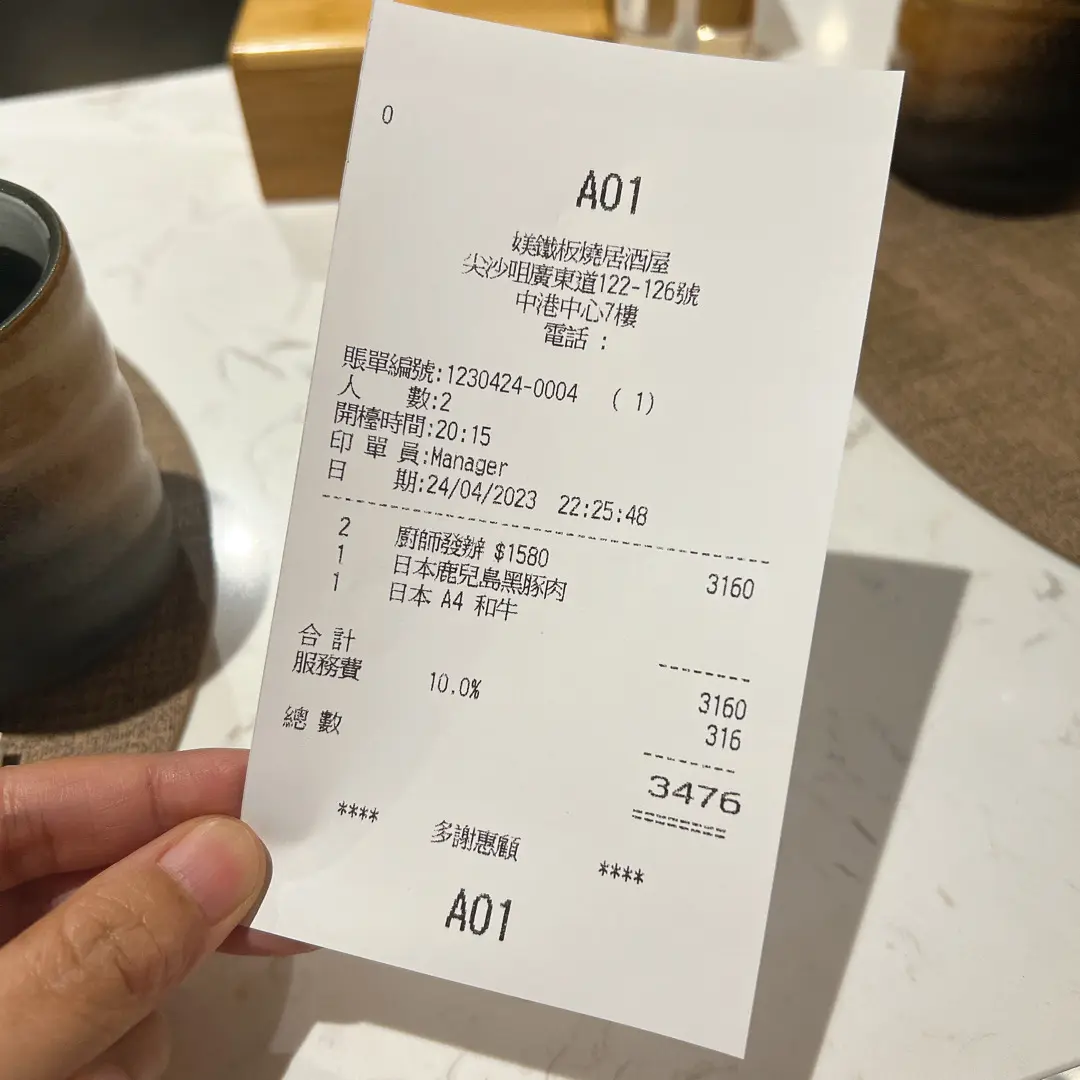 0
A01
媄鐵板燒居酒屋
尖沙咀廣東道122-126號
中港中心7樓
電話 :
賬單編號:1230424-0004 ( 1)
人 數:2
開檯時間:20:15
印 單 員:Manager
日 期:24/04/2023 22:25:48
2 廚師發辦 $1580 3160
1 日本鹿兒島黑豚肉
1 日本 A4 和牛
合 計 3160
服務費 10.0% 316
總 數 3476
**** 多謝惠顧 ****
A01